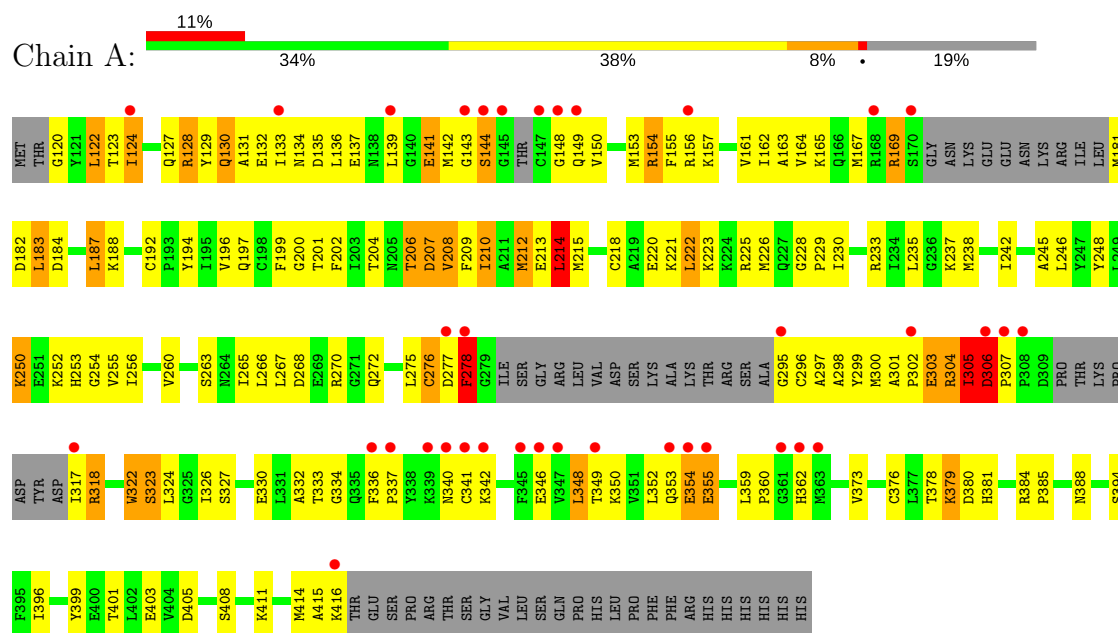 11%
Chain A:
34% 38% 8% • 19%
MET THR G120 Y121 L122 T123 I124 Q127 R128 Y129 Q130 A131 E132 I133 N134 D135 L136 E137 N138 L139 G140 E141 M142 G143 S144 G145 THR C147 G148 Q149 V150 M153 R154 F155 R156 K157 V161 I162 A163 V164 K165 Q166 M167 R168 R169 S170 GLY ASN LYS GLU GLU ASN LYS ARG ILE LEU M181
D182 L183 D184 L187 K188 C192 P193 Y194 I195 V196 Q197 C198 F199 G200 T201 F202 I203 T204 N205 T206 D207 V208 F209 I210 A211 M212 E213 L214 M215 C218 A219 E220 K221 L222 K223 K224 R225 M226 Q227 G228 P229 I230 R233 I234 L235 G236 K237 M238 I242 A245 L246 Y247 Y248 L249
K250 E251 K252 H253 G254 V255 I256 V260 S263 N264 I265 L266 L267 D268 E269 R270 G271 Q272 L275 C276 D277 F278 G279 ILE SER GLY ARG LEU VAL ASP SER LYS ALA LYS THR ARG SER ALA G295 C296 A297 A298 Y299 M300 A301 P302 E303 R304 I305 D306 P307 P308 D309 PRO THR LYS PRO
ASP TYR ASP I317 R318 W322 S323 L324 G325 I326 S327 E330 L331 A332 T333 G334 Q335 F336 P337 Y338 K339 N340 C341 K342 F345 E346 V347 L348 T349 K350 V351 L352 Q353 E354 E355 L359 P360 G361 H362 M363 V373 G376 L377 T378 K379 D380 H381 R384 P385 N388 S394
F395 I396 Y399 E400 T401 L402 E403 V404 D405 S408 K411 M414 A415 K416 THR GLU SER PRO ARG THR SER GLY VAL LEU SER GLN PRO HIS LEU PRO PHE PHE ARG HIS HIS HIS HIS HIS HIS